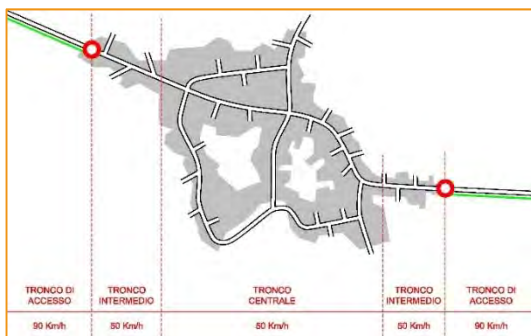 TRONCO DI
ACCESSO
TRONCO
INTERMEDIO
TRONCO
CENTRALE
TRONCO
INTERMEDIO
TRONCO DI
ACCESSO
90 Km/h
50 Km/h
50 Km/h
50 Km/h
90 Km/h